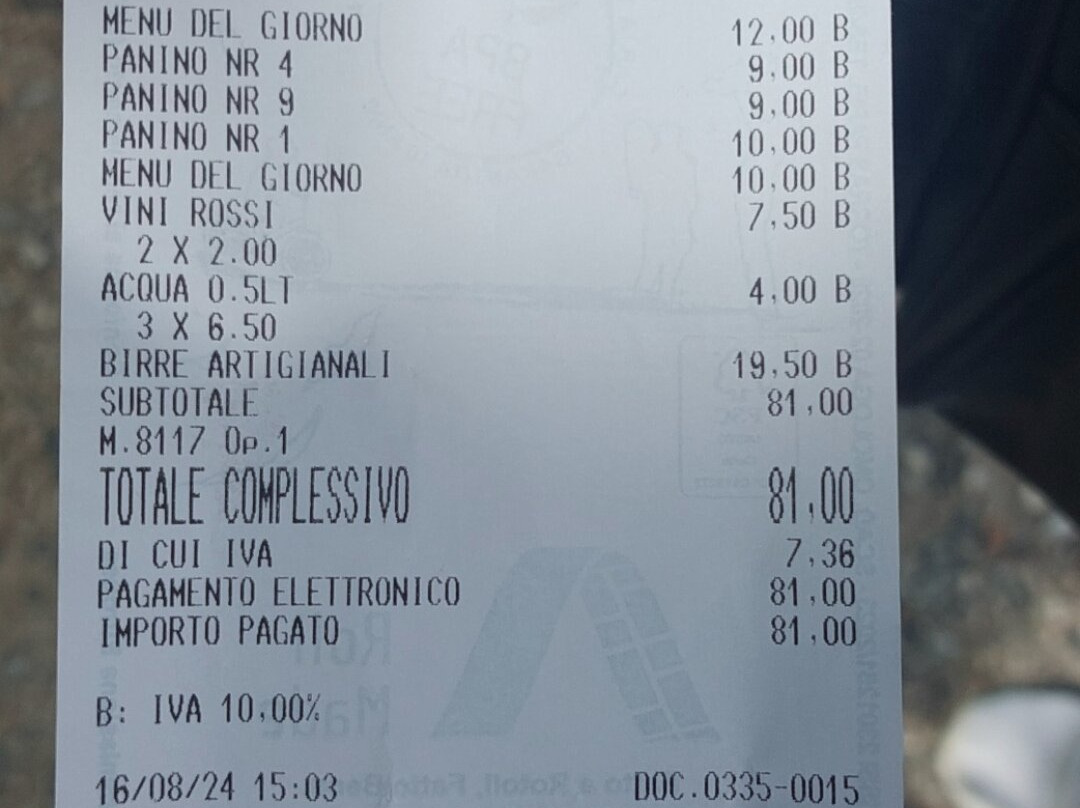 MENU DEL GIORNO 12,00 B
PANINO NR 4 9,00 B
PANINO NR 9 9,00 B
PANINO NR 1 10,00 B
MENU DEL GIORNO 10,00 B
VINI ROSSI 7,50 B
2 X 2.00
ACQUA 0.5LT 4,00 B
3 X 6.50
BIRRE ARTIGIANALI 19,50 B
SUBTOTALE 81,00
M.8117 Op.1
TOTALE COMPLESSIVO 81,00
DI CUI IVA 7,36
PAGAMENTO ELETTRONICO 81,00
IMPORTO PAGATO 81,00
B: IVA 10,00%
16/08/24 15:03 DOC.0335-0015